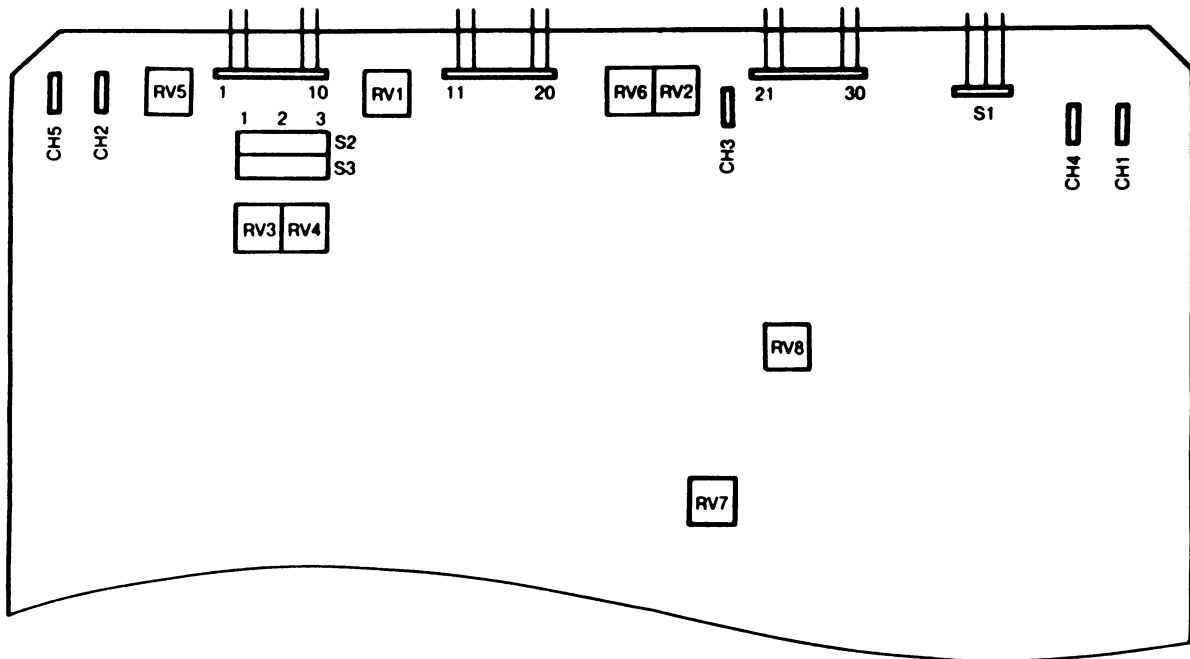 RV5
1
10
RV1
11
20
RV6
RV2
21
30
S1
CH5
CH2
CH3
CH4
CH1
1 2 3
S2
S3
RV3
RV4
RV8
RV7